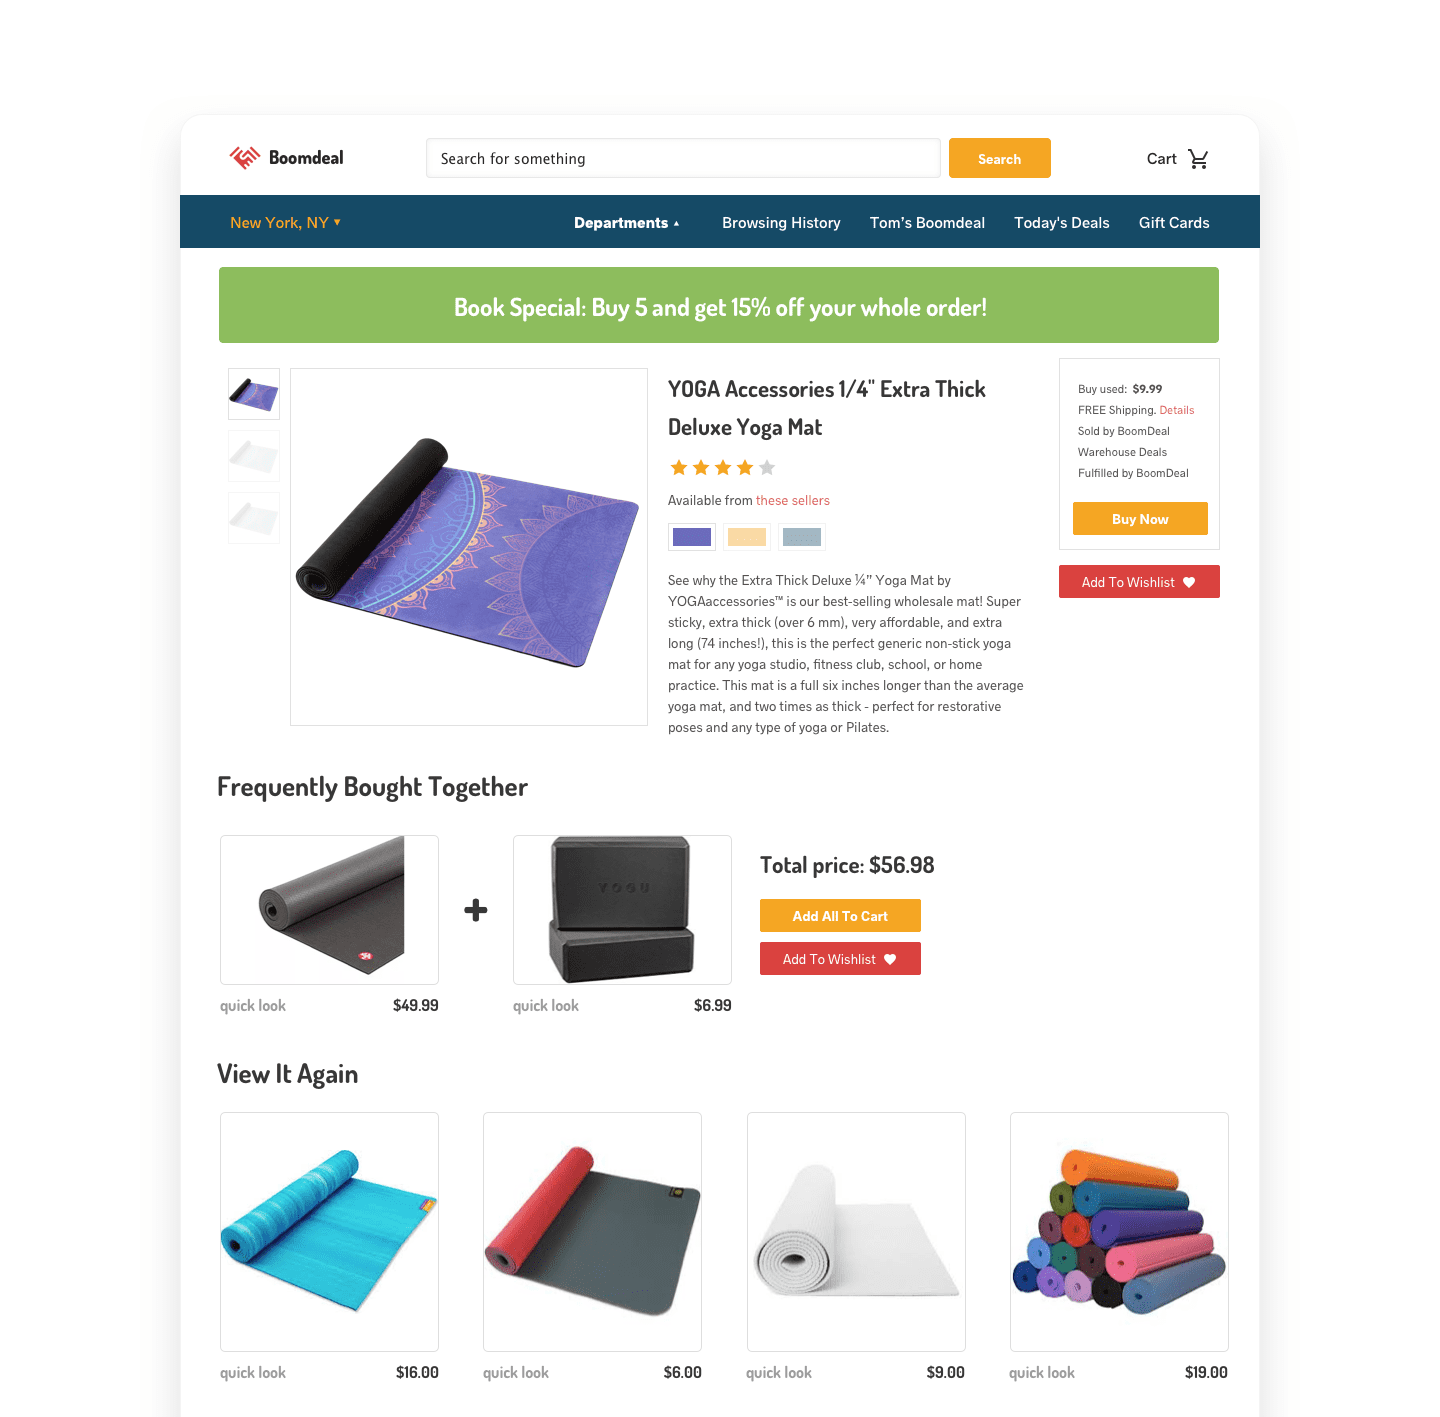 Boomdeal
Search for something
Search
Cart
New York, NY
Departments
Browsing History
Tom’s Boomdeal
Today's Deals
Gift Cards
Book Special: Buy 5 and get 15% off your whole order!
YOGA Accessories 1/4" Extra Thick
Deluxe Yoga Mat
Available from these sellers
See why the Extra Thick Deluxe ¼” Yoga Mat by
YOGAaccessories™ is our best-selling wholesale mat! Super
sticky, extra thick (over 6 mm), very affordable, and extra
long (74 inches!), this is the perfect generic non-stick yoga
mat for any yoga studio, fitness club, school, or home
practice. This mat is a full six inches longer than the average
yoga mat, and two times as thick - perfect for restorative
poses and any type of yoga or Pilates.
Buy used: $9.99
FREE Shipping. Details
Sold by BoomDeal
Warehouse Deals
Fulfilled by BoomDeal
Buy Now
Add To Wishlist
Frequently Bought Together
YOGU
quick look $49.99
quick look $6.99
Total price: $56.98
Add All To Cart
Add To Wishlist
View It Again
quick look $16.00
quick look $6.00
quick look $9.00
quick look $19.00